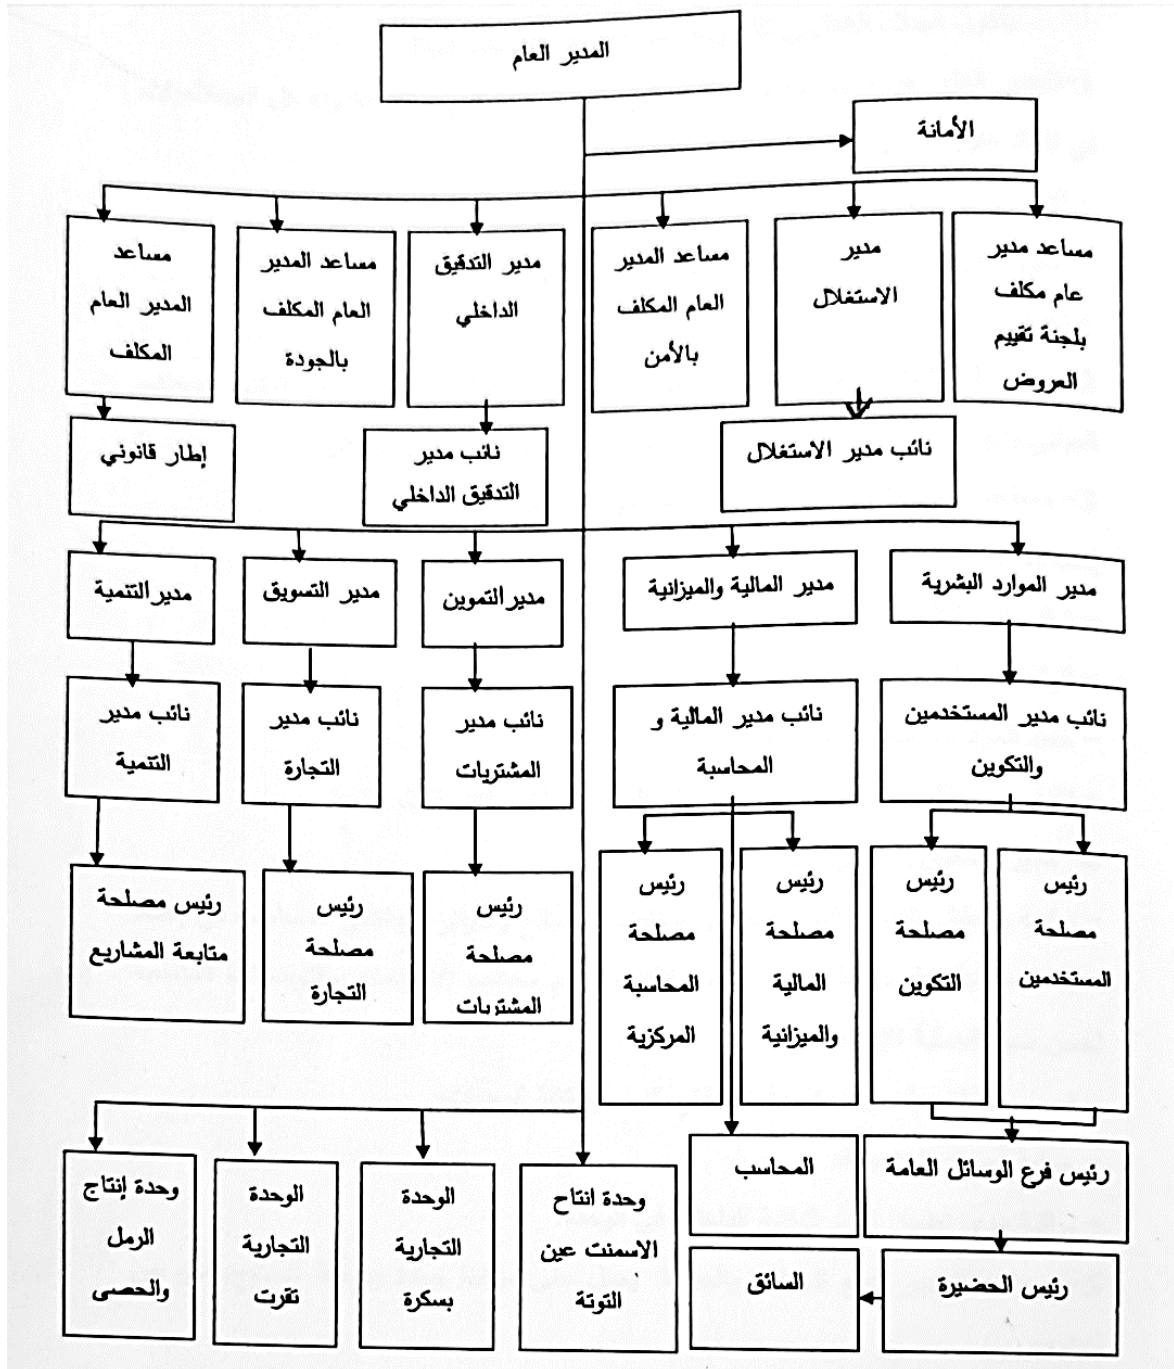 المدير العام
الأمانة
مساعد مدير
عام مكلف
بلجنة تقييم
العروض
مدير
الاستغلال
مساعد المدير
العام المكلف
بالأمن
مدير التدقيق
الداخلي
مساعد المدير
العام المكلف
بالجودة
مساعد
المدير العام
المكلف
نائب مدير الاستغلال
نائب مدير
التدقيق الداخلي
إطار قانوني
مدير الموارد البشرية
مدير المالية والميزانية
مدير التموين
مدير التسويق
مدير التنمية
نائب مدير المستخدمين
والتكوين
نائب مدير المالية و
المحاسبة
نائب مدير
المشتريات
نائب مدير
التجارة
نائب مدير
التنمية
رئيس
مصلحة
المستخدمين
رئيس
مصلحة
التكوين
رئيس
مصلحة
المالية
والميزانية
رئيس
مصلحة
المحاسبة
المركزية
رئيس
مصلحة
المشتريات
رئيس
مصلحة
التجارة
رئيس مصلحة
متابعة المشاريع
رئيس فرع الوسائل العامة
المحاسب
رئيس الحضيرة
السائق
وحدة انتاح
الاسمنت عين
التوتة
الوحدة
التجارية
بسكرة
الوحدة
التجارية
تقرت
وحدة إنتاج
الرمل
والحصى